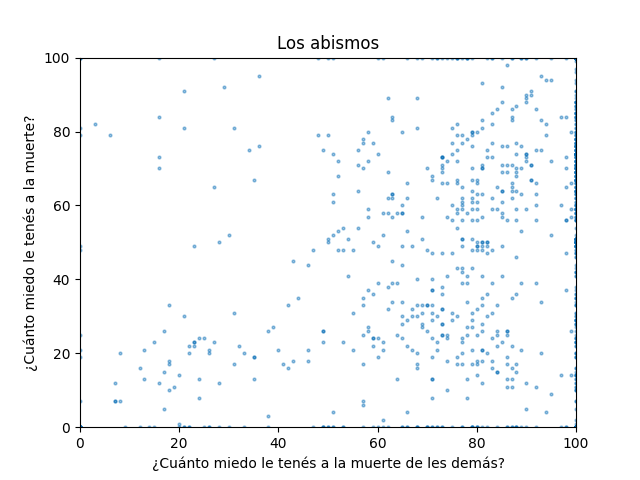 Los abismos
¿Cuánto miedo le tenés a la muerte?
100
80
60
40
20
0
0 20 40 60 80 100
¿Cuánto miedo le tenés a la muerte de les demás?